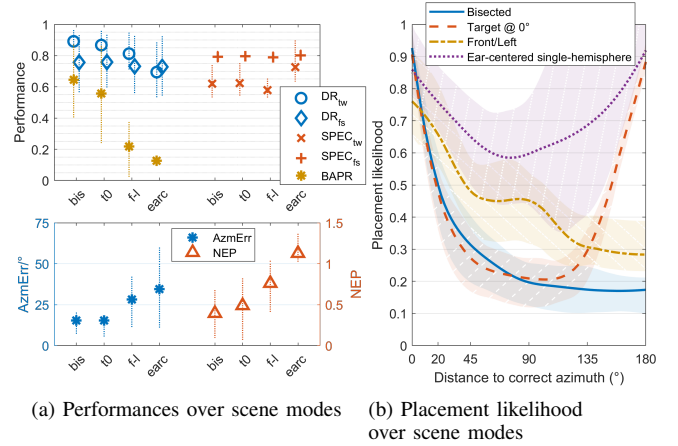 Performance
1
0.8
0.6
0.4
0.2
0
bis
t0
f-l
earc
bis
t0
f-l
earc
DR_tw
DR_fs
SPEC_tw
SPEC_fs
BAPR
AzmErr/°
75
50
25
0
AzmErr
NEP
1.5
1
0.5
0
NEP
bis
t0
f-l
earc
bis
t0
f-l
earc
(a) Performances over scene modes
Bisected
Target @ 0°
Front/Left
Ear-centered single-hemisphere
Placement likelihood
1
0.9
0.8
0.7
0.6
0.5
0.4
0.3
0.2
0.1
0
0
20
45
90
135
180
Distance to correct azimuth (°)
(b) Placement likelihood
over scene modes